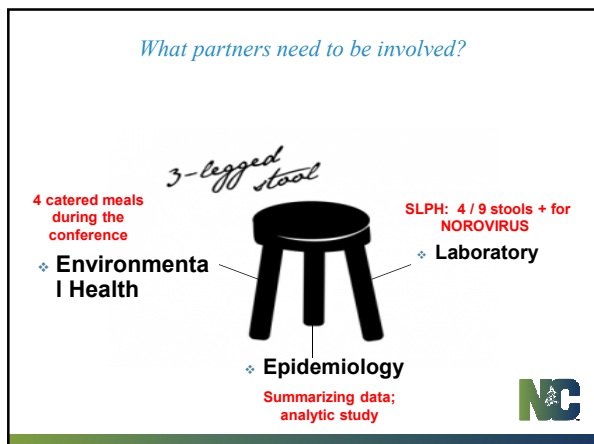 What partners need to be involved?
3-legged
stool
4 catered meals
during the
conference
❖ Environmenta
l Health
SLPH: 4 / 9 stools + for
NOROVIRUS
❖ Laboratory
❖ Epidemiology
Summarizing data;
analytic study
NC